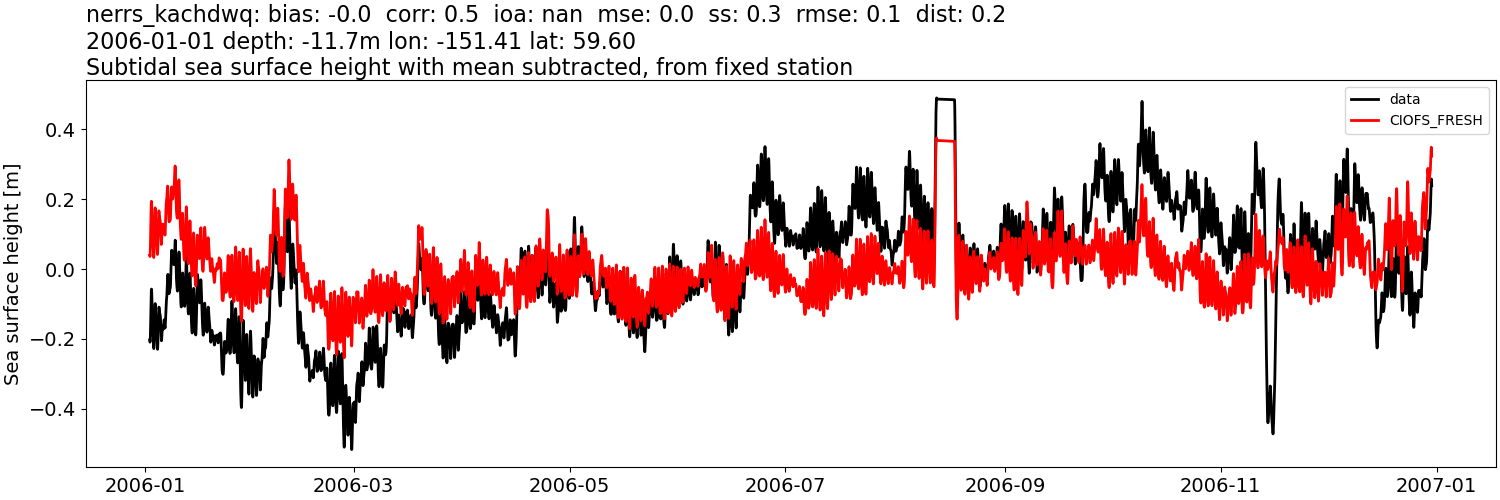 nerrs_kachdwq: bias: -0.0  corr: 0.5  ioa: nan  mse: 0.0  ss: 0.3  rmse: 0.1  dist: 0.2
2006-01-01 depth: -11.7m lon: -151.41 lat: 59.60
Subtidal sea surface height with mean subtracted, from fixed station
data
CIOFS_FRESH
Sea surface height [m]
0.4
0.2
0.0
−0.2
−0.4
2006-01
2006-03
2006-05
2006-07
2006-09
2006-11
2007-01